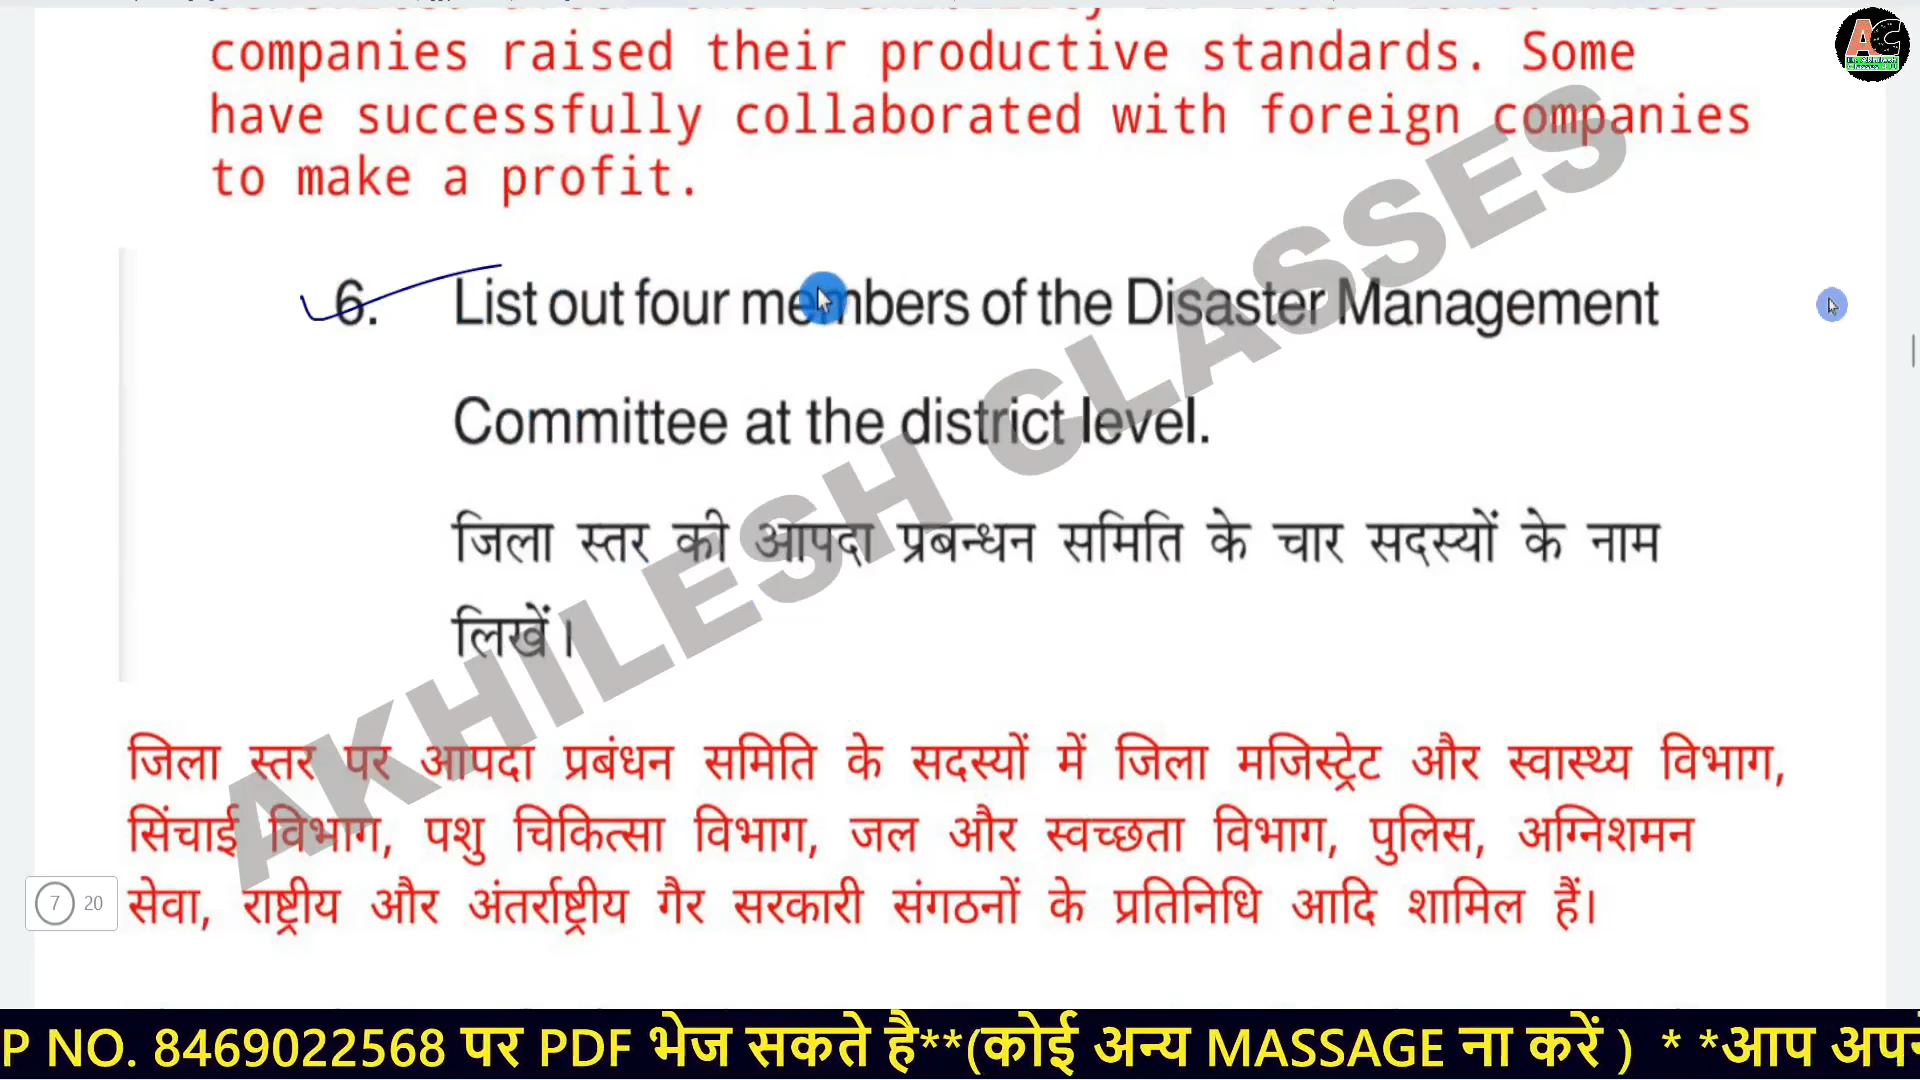 companies raised their productive standards. Some
have successfully collaborated with foreign companies
to make a profit.
6. List out four members of the Disaster Management
Committee at the district level.
जिला स्तर की आपदा प्रबन्धन समिति के चार सदस्यों के नाम
लिखें।
जिला स्तर पर आपदा प्रबंधन समिति के सदस्यों में जिला मजिस्ट्रेट और स्वास्थ्य विभाग,
सिंचाई विभाग, पशु चिकित्सा विभाग, जल और स्वच्छता विभाग, पुलिस, अग्निशमन
सेवा, राष्ट्रीय और अंतर्राष्ट्रीय गैर सरकारी संगठनों के प्रतिनिधि आदि शामिल हैं।
AKHILESH CLASSES
AC
7 20
P NO. 8469022568 पर PDF भेज सकते है**(कोई अन्य MASSAGE ना करें ) * *आप